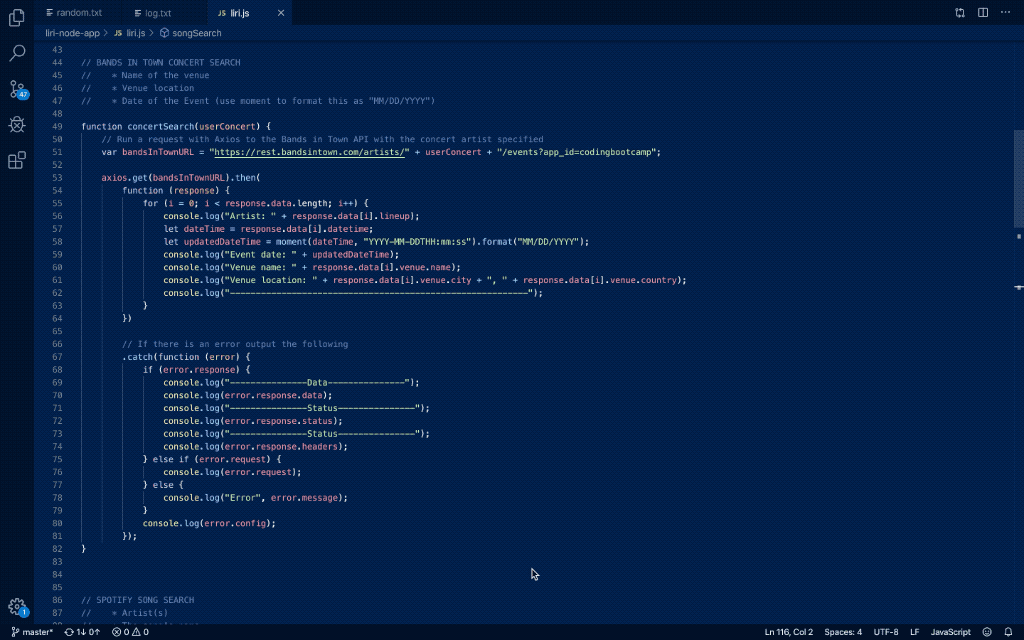 random.txt log.txt JS liri.js
liri-node-app > JS liri.js > songSearch
43
44 // BANDS IN TOWN CONCERT SEARCH
45 //    * Name of the venue
46 //    * Venue location
47 //    * Date of the Event (use moment to format this as "MM/DD/YYYY")
48
49 function concertSearch(userConcert) {
50     // Run a request with Axios to the Bands in Town API with the concert artist specified
51     var bandsInTownURL = "https://rest.bandsintown.com/artists/" + userConcert + "/events?app_id=codingbootcamp";
52
53     axios.get(bandsInTownURL).then(
54         function (response) {
55             for (i = 0; i < response.data.length; i++) {
56                 console.log("Artist: " + response.data[i].lineup);
57                 let dateTime = response.data[i].datetime;
58                 let updatedDateTime = moment(dateTime, "YYYY-MM-DDTHH:mm:ss").format("MM/DD/YYYY");
59                 console.log("Event date: " + updatedDateTime);
60                 console.log("Venue name: " + response.data[i].venue.name);
61                 console.log("Venue location: " + response.data[i].venue.city + ", " + response.data[i].venue.country);
62                 console.log("----------------------------------------------------------");
63             }
64         })
65
66         // If there is an error output the following
67         .catch(function (error) {
68             if (error.response) {
69                 console.log("---------------Data---------------");
70                 console.log(error.response.data);
71                 console.log("---------------Status---------------");
72                 console.log(error.response.status);
73                 console.log("---------------Status---------------");
74                 console.log(error.response.headers);
75             } else if (error.request) {
76                 console.log(error.request);
77             } else {
78                 console.log("Error", error.message);
79             }
80             console.log(error.config);
81         });
82 }
83
84
85
86 // SPOTIFY SONG SEARCH
87 //    * Artist(s)
47
1
master* 1↓ 0↑ 0 0 Ln 116, Col 2 Spaces: 4 UTF-8 LF JavaScript